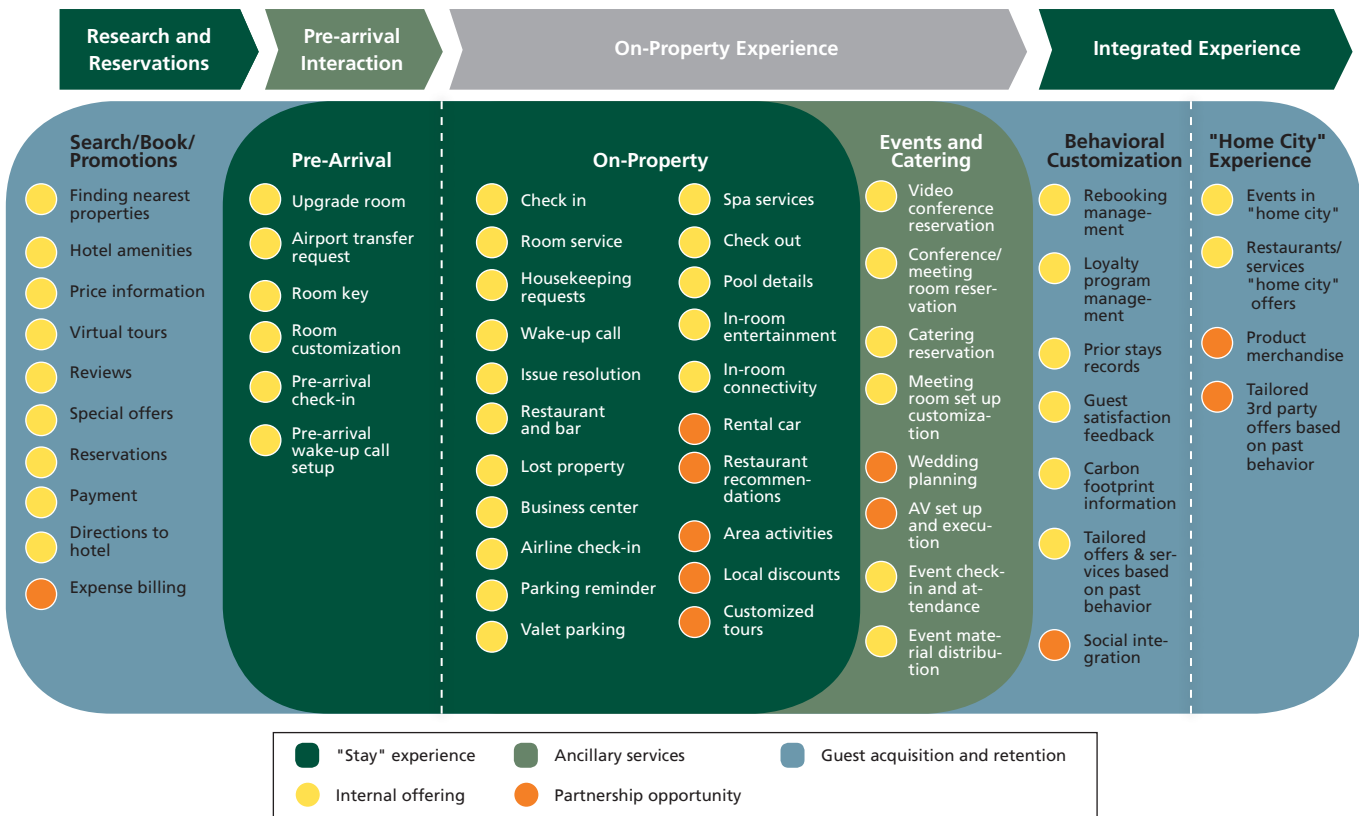 Research and
Reservations
Pre-arrival
Interaction
On-Property Experience
Integrated Experience
Search/Book/
Promotions
Finding nearest
properties
Hotel amenities
Price information
Virtual tours
Reviews
Special offers
Reservations
Payment
Directions to
hotel
Expense billing
Pre-Arrival
Upgrade room
Airport transfer
request
Room key
Room
customization
Pre-arrival
check-in
Pre-arrival
wake-up call
setup
On-Property
Check in
Room service
Housekeeping
requests
Wake-up call
Issue resolution
Restaurant
and bar
Lost property
Business center
Airline check-in
Parking reminder
Valet parking
Spa services
Check out
Pool details
In-room
entertainment
In-room
connectivity
Rental car
Restaurant
recommen-
dations
Area activities
Local discounts
Customized
tours
Events and
Catering
Video
conference
reservation
Conference/
meeting
room reser-
vation
Catering
reservation
Meeting
room set up
customiza-
tion
Wedding
planning
AV set up
and execu-
tion
Event check-
in and at-
tendance
Event mate-
rial distribu-
tion
Behavioral
Customization
Rebooking
manage-
ment
Loyalty
program
manage-
ment
Prior stays
records
Guest
satisfaction
feedback
Carbon
footprint
information
Tailored
offers & ser-
vices based
on past
behavior
Social inte-
gration
"Home City"
Experience
Events in
"home city"
Restaurants/
services
"home city"
offers
Product
merchandise
Tailored
3rd party
offers based
on past
behavior
"Stay" experience
Ancillary services
Guest acquisition and retention
Internal offering
Partnership opportunity